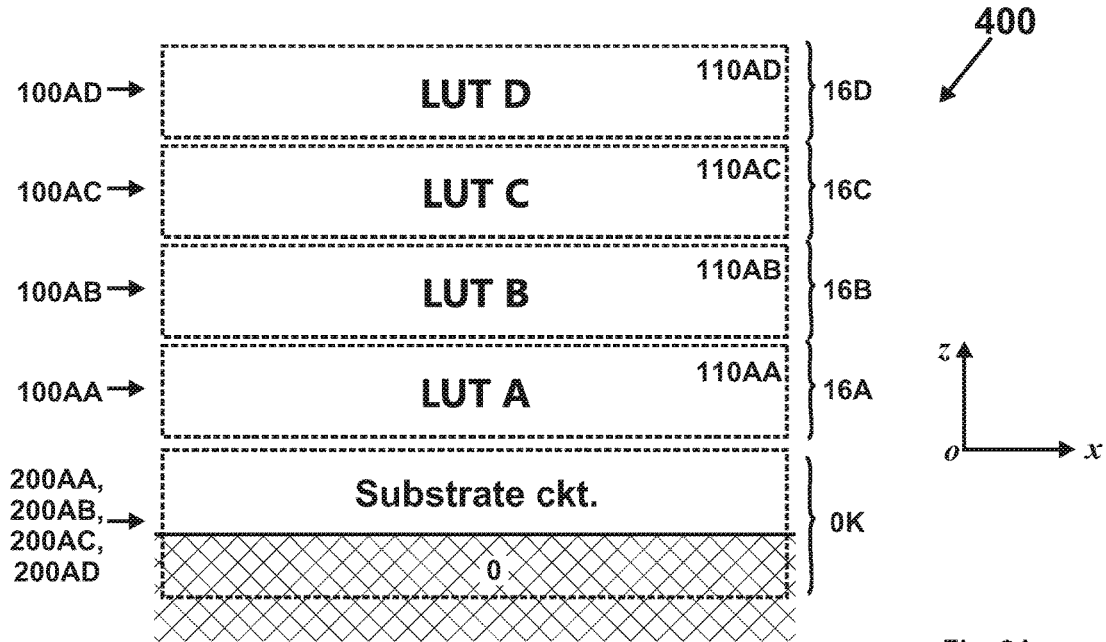 400
100AD LUT D 110AD 16D
100AC LUT C 110AC 16C
100AB LUT B 110AB 16B
100AA LUT A 110AA 16A
z
o x
200AA,
200AB,
200AC,
200AD
Substrate ckt.
0K
0